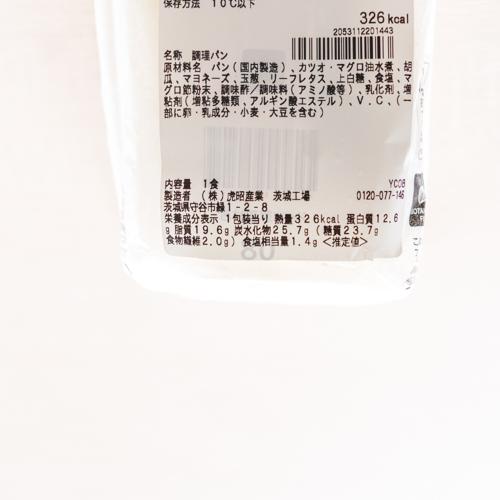 保存方法 10℃以下
326kcal
2053112201443
名称 調理パン
原材料名 パン(国内製造)、カツオ・マグロ油水煮、胡
瓜、マヨネーズ、玉葱、リーフレタス、上白糖、食塩、マ
グロ節粉末、調味酢/調味料(アミノ酸等)、乳化剤、増
粘剤(増粘多糖類、アルギン酸エステル)、V.C、(一
部に卵・乳成分・小麦・大豆を含む)
内容量 1食 YC08
製造者 (株)虎昭産業 茨城工場 0120-077-146
茨城県守谷市緑1-2-8
栄養成分表示 1包装当り 熱量326kcal 蛋白質12.6
g 脂質19.6g 炭水化物25.7g(糖質23.7g
食物繊維2.0g) 食塩相当量1.4g<推定値>
80